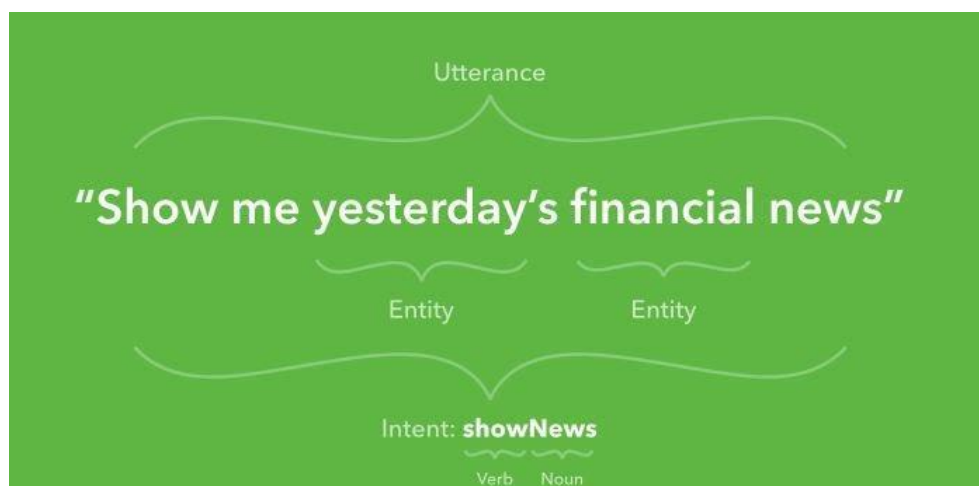 Utterance
“Show me yesterday’s financial news”
Entity Entity
Intent: showNews
Verb Noun